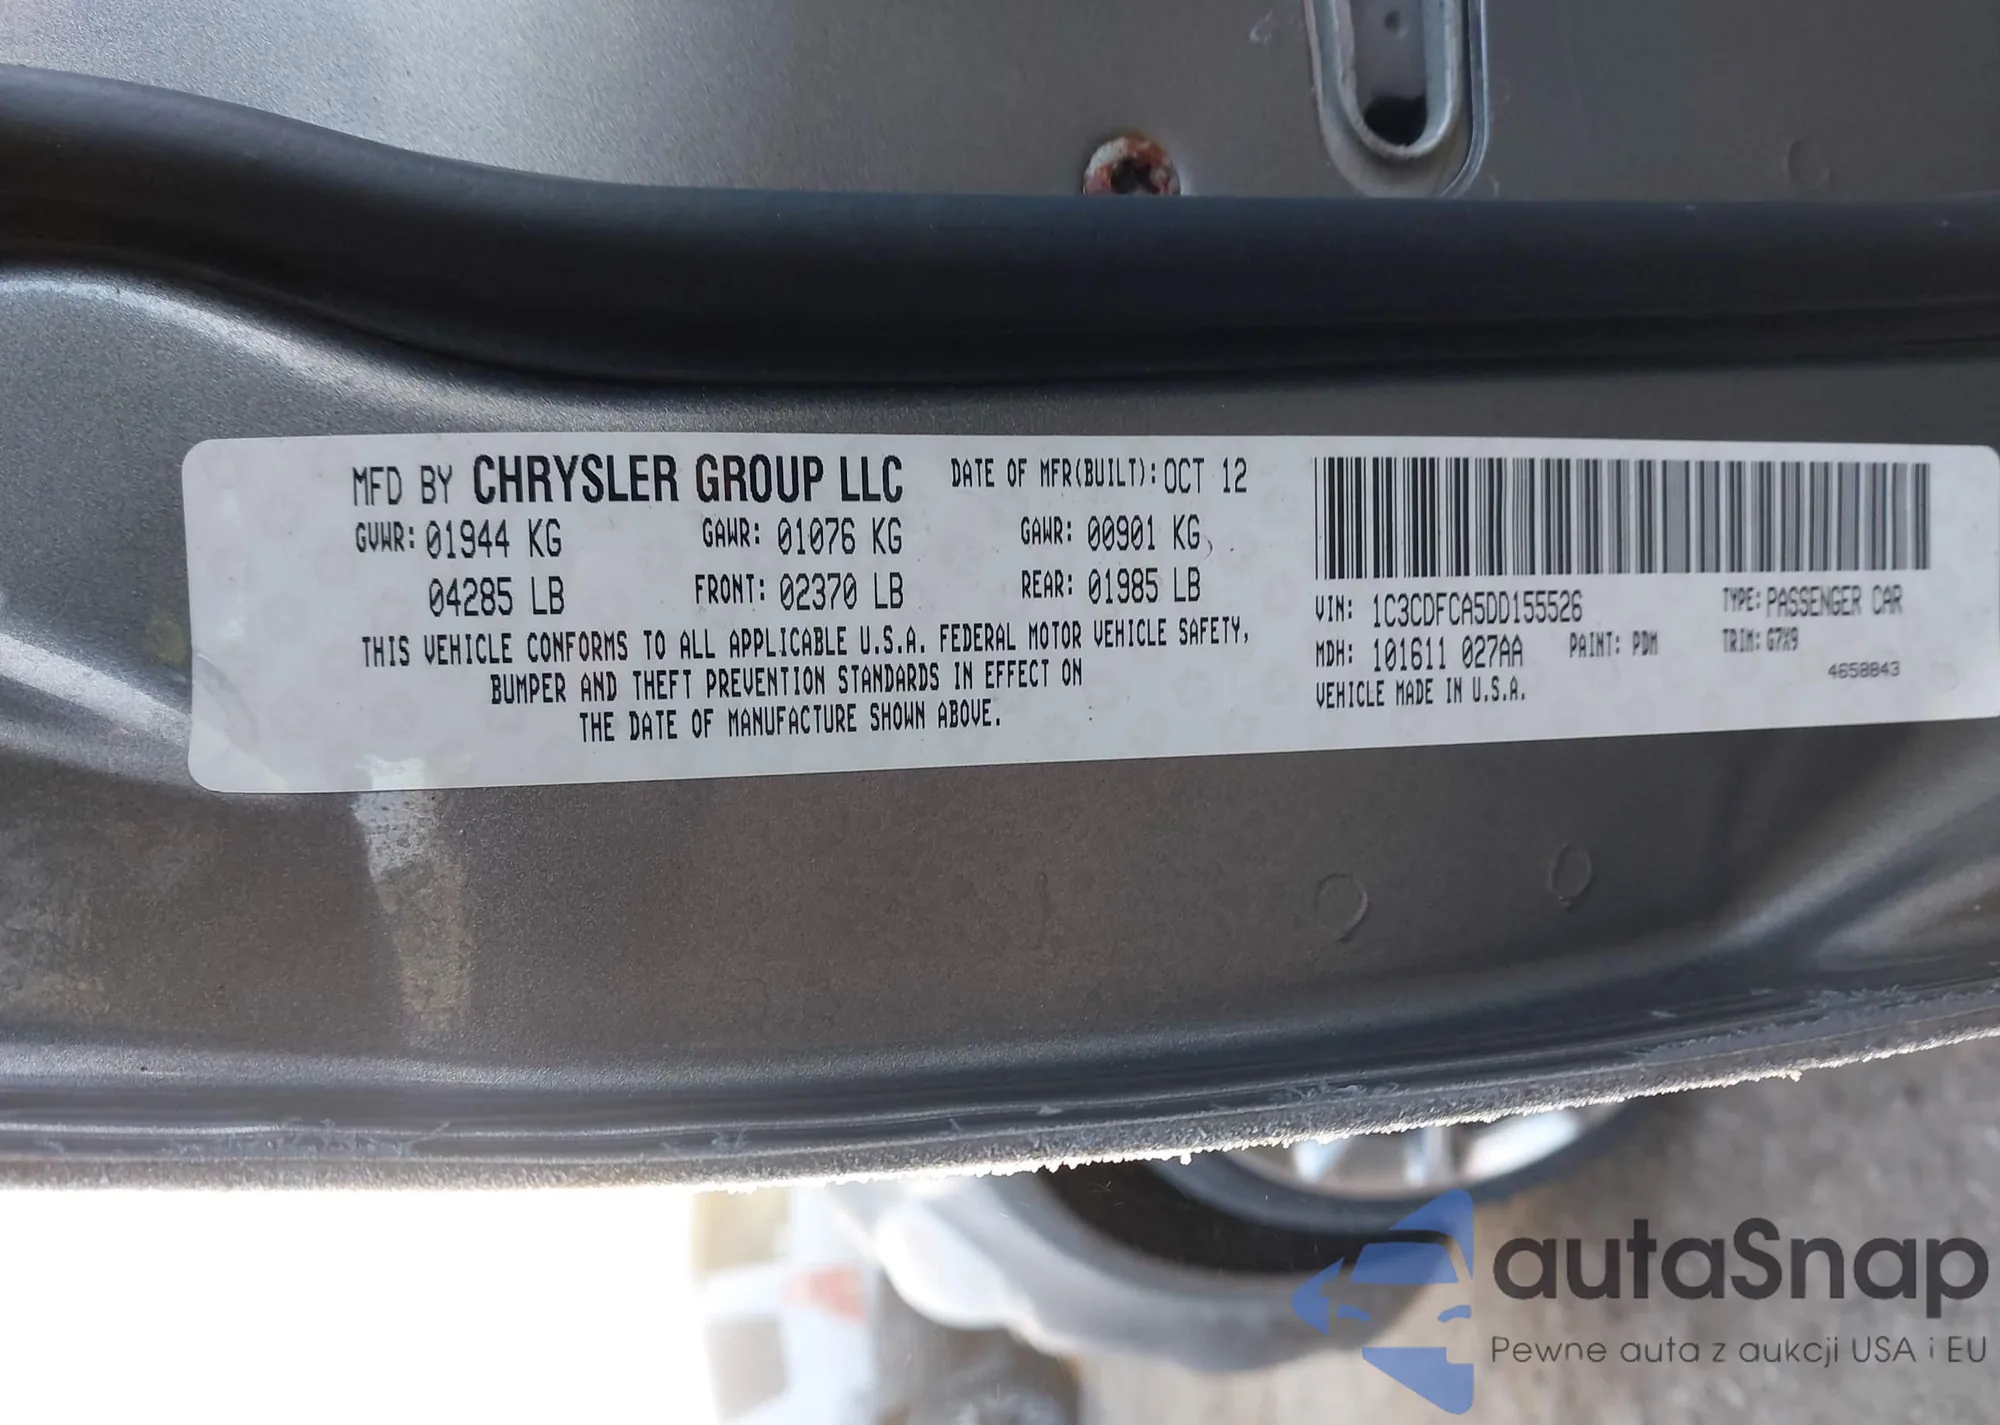 MFD BY CHRYSLER GROUP LLC DATE OF MFR(BUILT): OCT 12
GVWR: 01944 KG GAWR: 01076 KG GAWR: 00901 KG
04285 LB FRONT: 02370 LB REAR: 01985 LB
THIS VEHICLE CONFORMS TO ALL APPLICABLE U.S.A. FEDERAL MOTOR VEHICLE SAFETY,
BUMPER AND THEFT PREVENTION STANDARDS IN EFFECT ON
THE DATE OF MANUFACTURE SHOWN ABOVE.
VIN: 1C3CDFCA5DD155526 TYPE: PASSENGER CAR
MDH: 101611 027AA PAINT: PDM TRIM: G7X9
VEHICLE MADE IN U.S.A. 4658843
autaSnap
Pewne auta z aukcji USA i EU